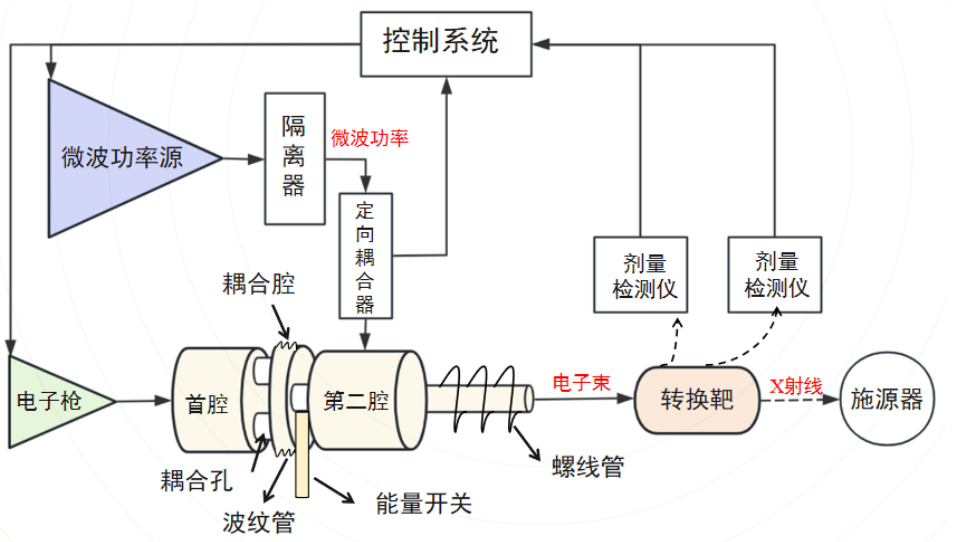 控制系统
微波功率源
隔
离
器
微波功率
定
向
耦
合
器
剂量
检测仪
剂量
检测仪
耦合腔
电子枪
首腔
第二腔
电子束
转换靶
X射线
施源器
耦合孔
波纹管
能量开关
螺线管